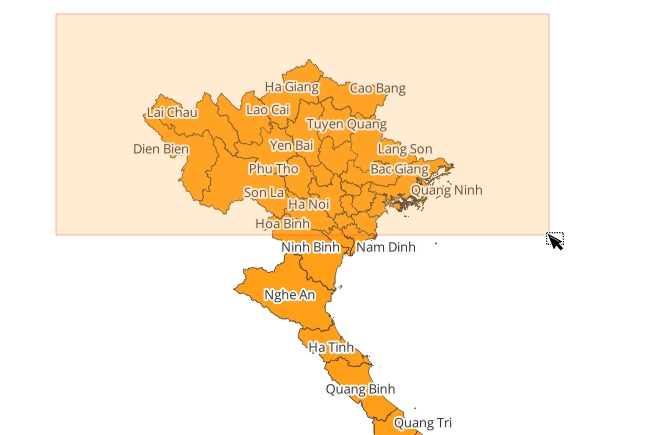 Ha Giang
Cao Bang
Lao Cai
Lai Chau
Tuyen Quang
Yen Bai
Dien Bien
Lang Son
Phu Tho
Bac Giang
Quang Ninh
Son La
Ha Noi
Hoa Binh
Ninh Binh
Nam Dinh
Nghe An
Ha Tinh
Quang Binh
Quang Tri